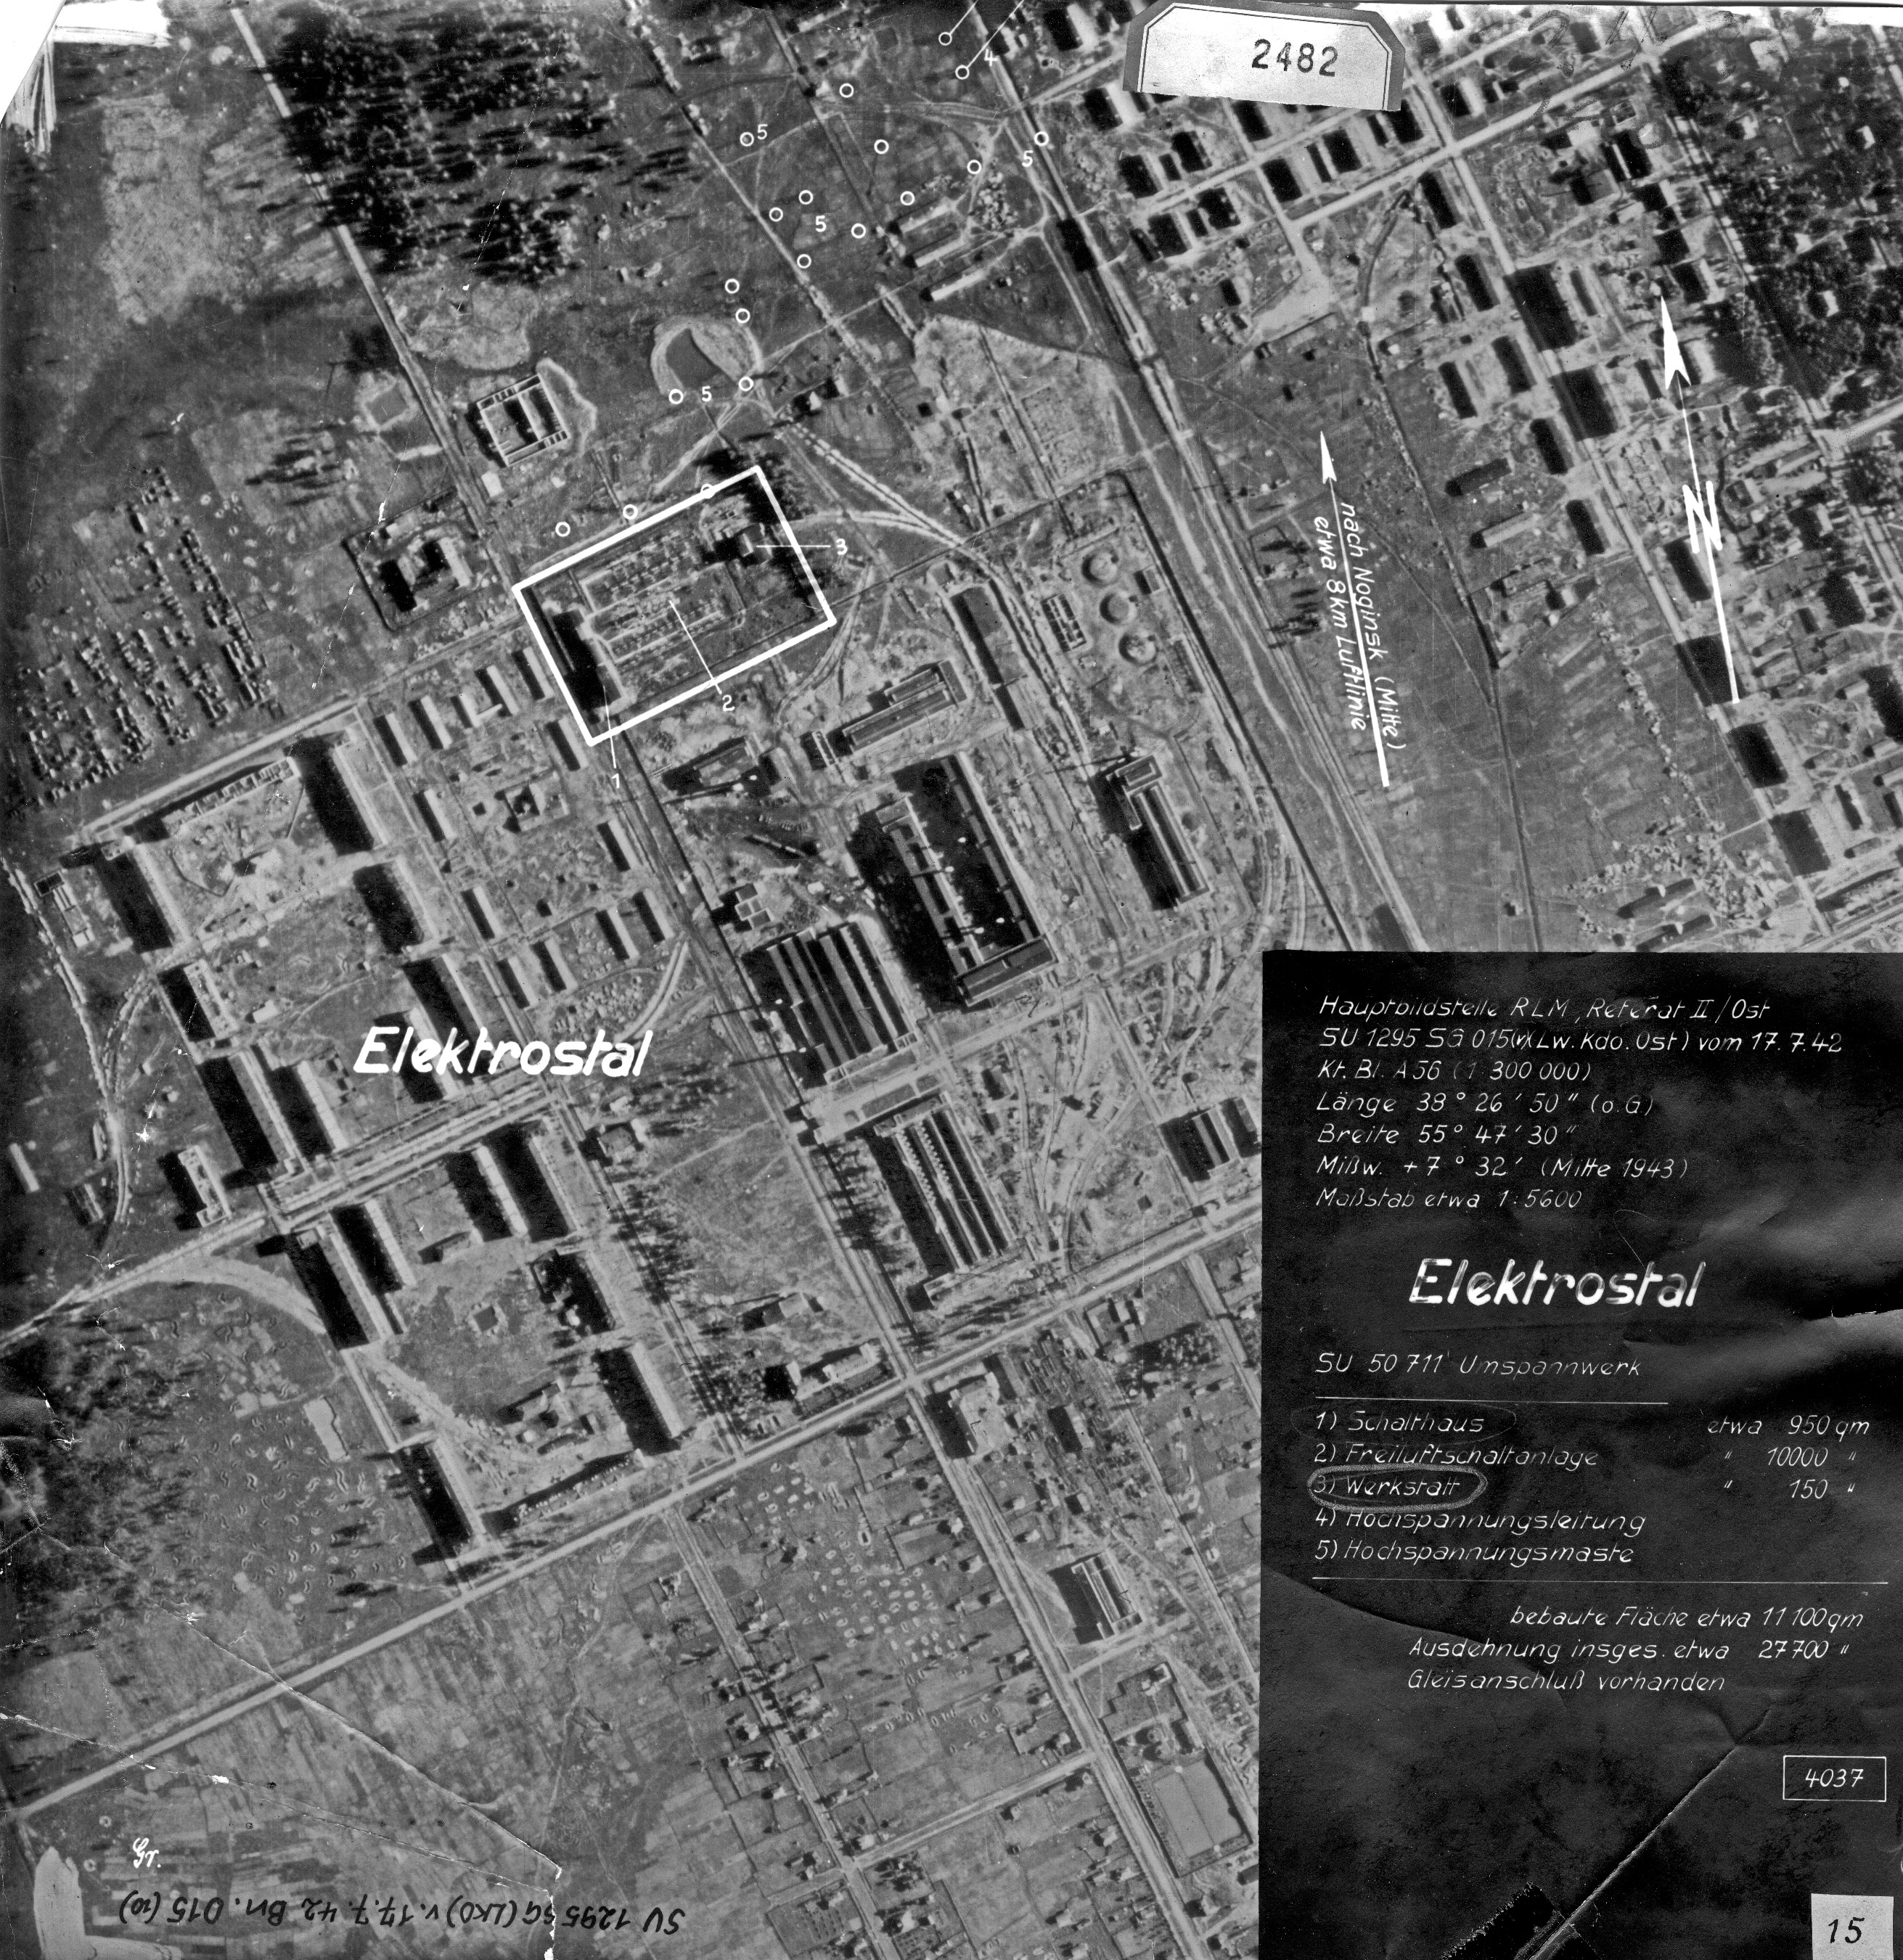 2482
4
5
5
5
5
3
2
1
nach Noginsk (Mitte)
etwa 8 km Luftlinie
N
Elektrostal
Hauptbildstelle RLM, Referat II/Ost
SU 1295 SG 015 (Lw. Kdo. Ost) vom 17.7.42
Kt. Bl. A 56 (1:300 000)
Länge 38° 26' 50" (o.G)
Breite 55° 47' 30"
Mißw. +7° 32' (Mitte 1943)
Maßstab etwa 1:5600
Elektrostal
SU 50 711 Umspannwerk
1) Schalthaus etwa 950 qm
2) Freiluftschaltanlage " 10000 "
3) Werkstatt " 150 "
4) Hochspannungsleitung
5) Hochspannungsmaste
bebaute Fläche etwa 11 100 qm
Ausdehnung insges. etwa 27 700 "
Gleisanschluß vorhanden
4037
15
Gr.
SU 1295 SG (LKO) v. 17.7.42 Bn. 015 (10)